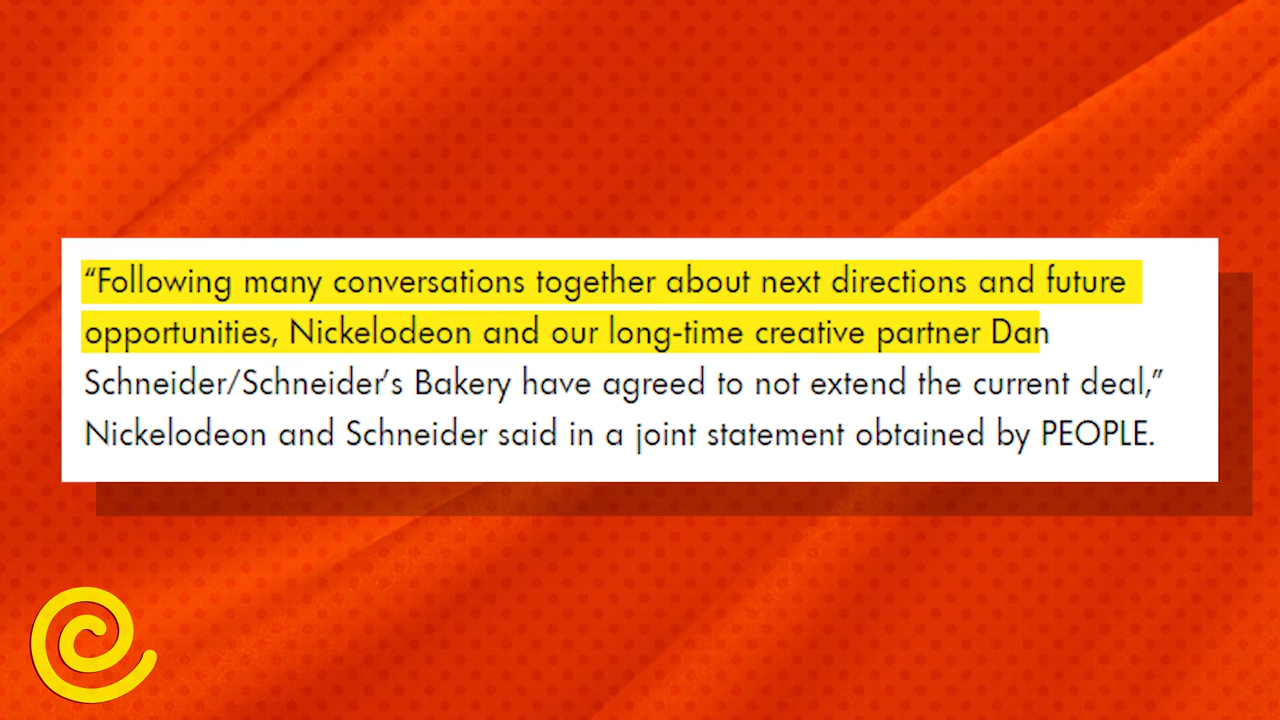 “Following many conversations together about next directions and future
opportunities, Nickelodeon and our long-time creative partner Dan
Schneider/Schneider’s Bakery have agreed to not extend the current deal,”
Nickelodeon and Schneider said in a joint statement obtained by PEOPLE.